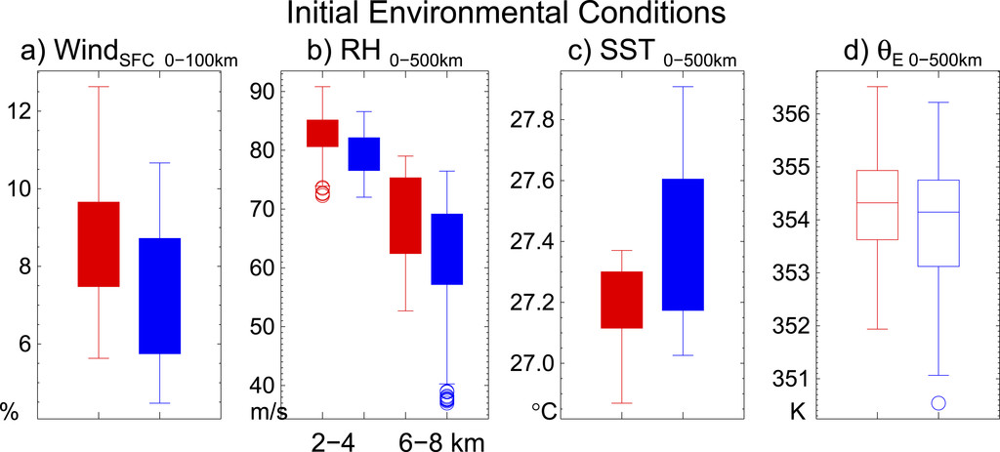 Initial Environmental Conditions
a) WindSFC 0−100km
b) RH 0−500km
c) SST 0−500km
d) θE 0−500km
12
10
8
6
%
90
80
70
60
50
40
m/s
2−4
6−8 km
27.8
27.6
27.4
27.2
27.0
°C
356
355
354
353
352
351
K